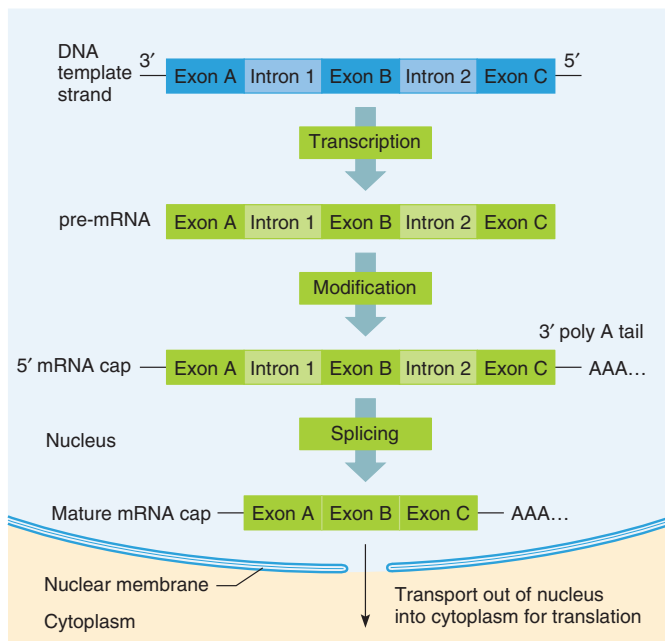 DNA
template
strand
3′
Exon A Intron 1 Exon B Intron 2 Exon C
5′
Transcription
pre-mRNA
Exon A Intron 1 Exon B Intron 2 Exon C
Modification
3′ poly A tail
5′ mRNA cap
Exon A Intron 1 Exon B Intron 2 Exon C
AAA...
Nucleus
Splicing
Mature mRNA cap
Exon A Exon B Exon C
AAA...
Nuclear membrane
Transport out of nucleus
into cytoplasm for translation
Cytoplasm